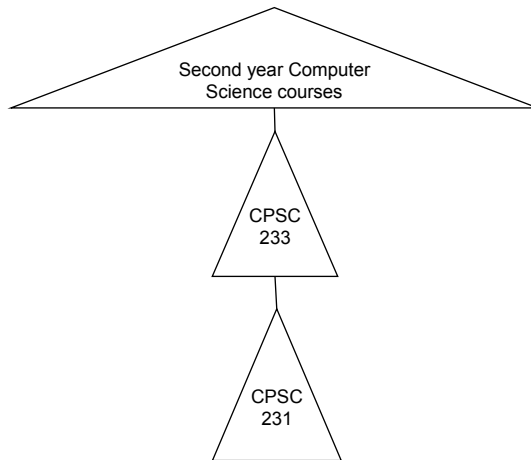 Second year Computer
Science courses
CPSC
233
CPSC
231